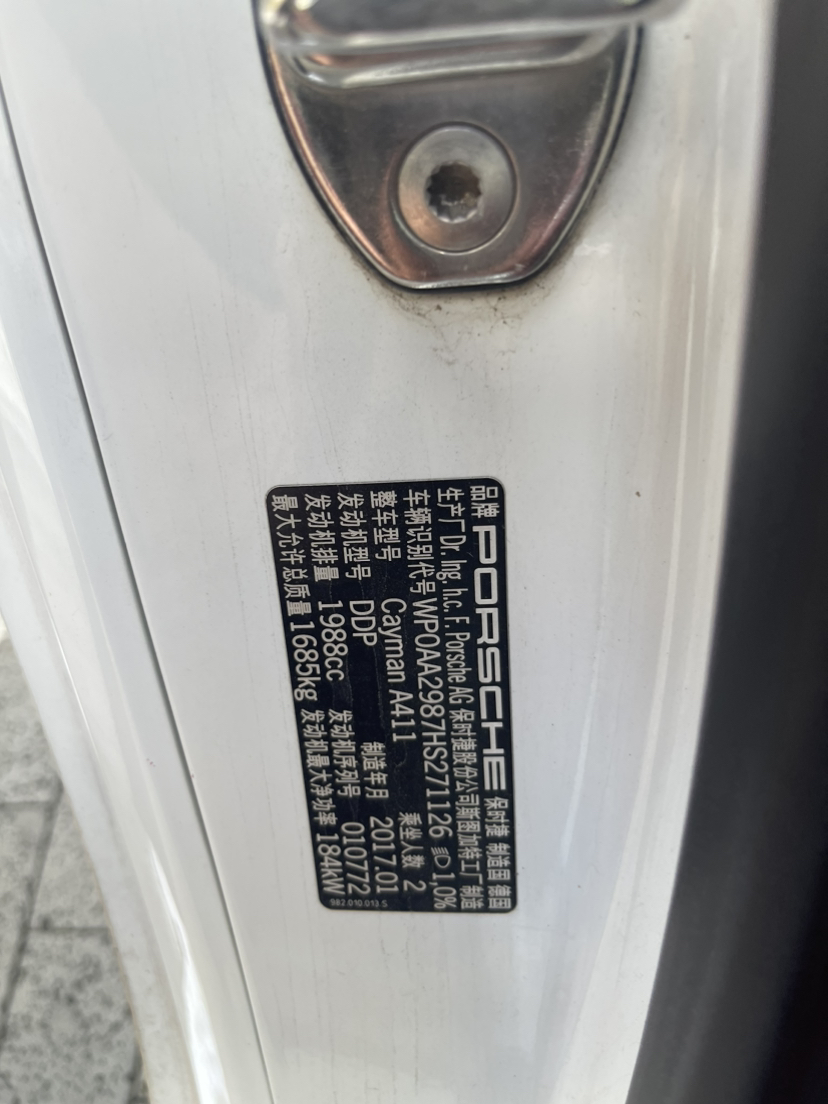 品牌 PORSCHE 保时捷 制造国 德国
生产厂 Dr. Ing. h.c. F. Porsche AG 保时捷股份公司斯图加特工厂制造
车辆识别代号 WP0AA2987HS271126 1,0%
整车型号 Cayman A411 乘坐人数 2
发动机型号 DDP 制造年月 2017.01
发动机排量 1988cc 发动机序列号 010772
最大允许总质量 1685kg 发动机最大净功率 184kW
982.010.013.S